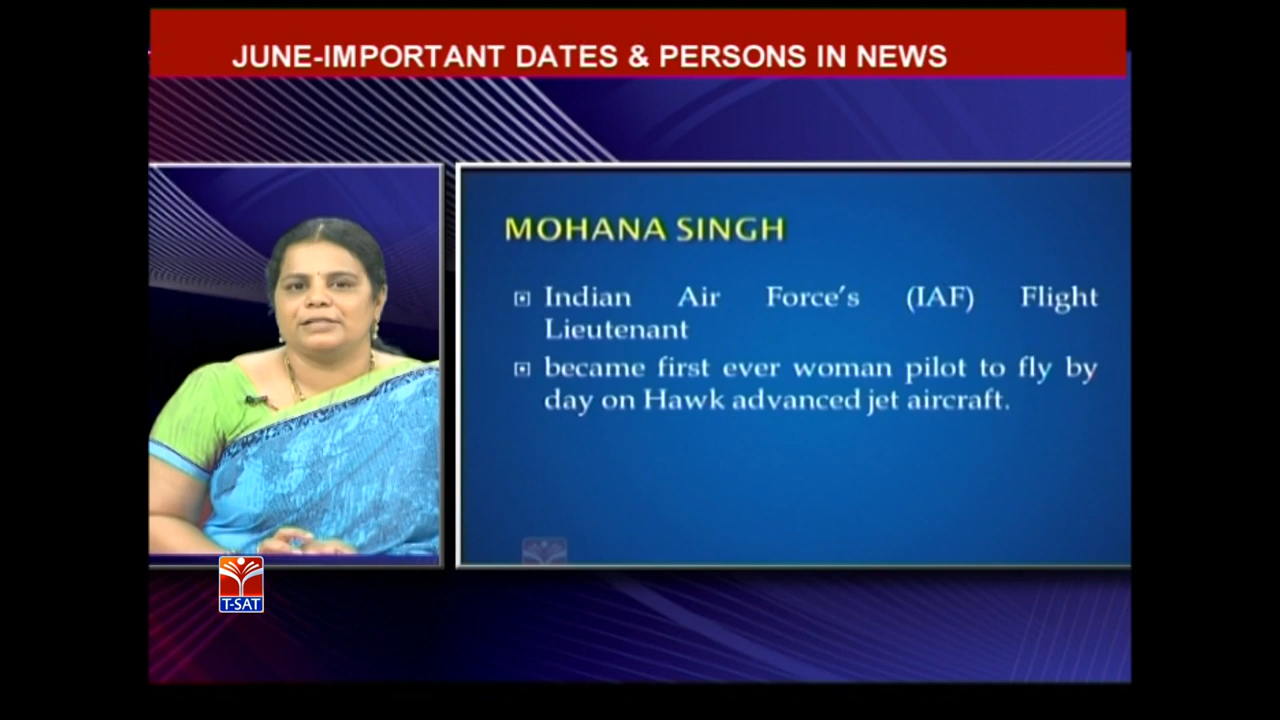 JUNE-IMPORTANT DATES & PERSONS IN NEWS
MOHANA SINGH
Indian Air Force's (IAF) Flight
Lieutenant
became first ever woman pilot to fly by
day on Hawk advanced jet aircraft.
T-SAT